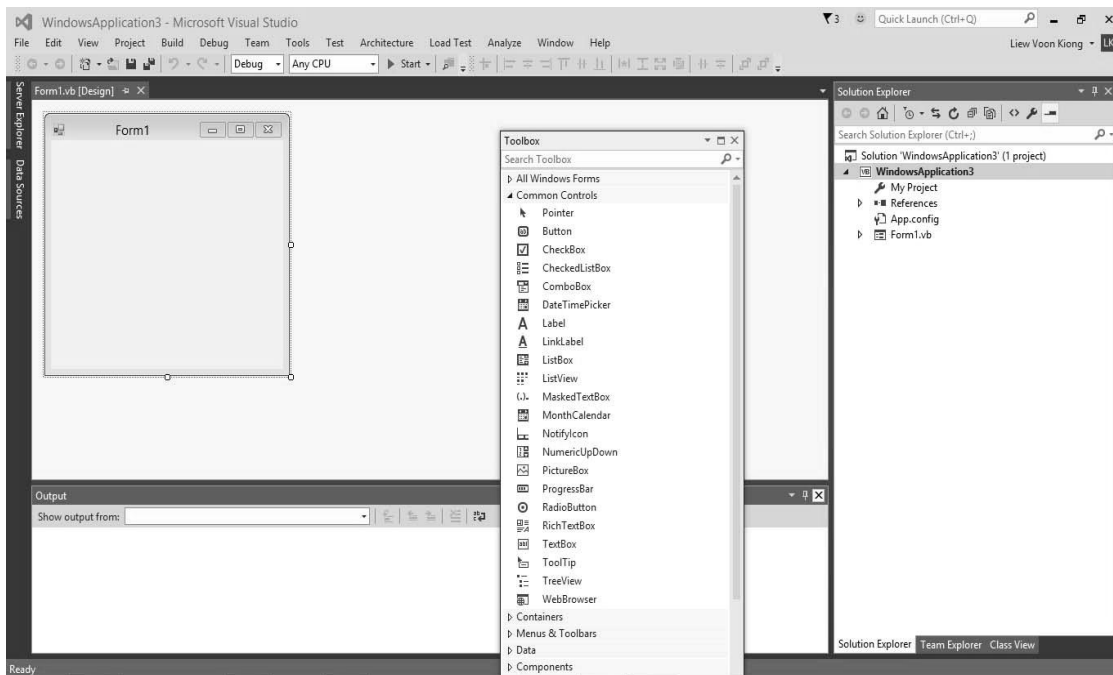 WindowsApplication3 - Microsoft Visual Studio
3
Quick Launch (Ctrl+Q)
File Edit View Project Build Debug Team Tools Test Architecture Load Test Analyze Window Help
Liew Voon Kiong
LK
Debug
Any CPU
Start
Server Explorer
Data Sources
Form1.vb [Design]
Form1
Toolbox
Search Toolbox
All Windows Forms
Common Controls
Pointer
Button
CheckBox
CheckedListBox
ComboBox
DateTimePicker
Label
LinkLabel
ListBox
ListView
MaskedTextBox
MonthCalendar
NotifyIcon
NumericUpDown
PictureBox
ProgressBar
RadioButton
RichTextBox
TextBox
ToolTip
TreeView
WebBrowser
Containers
Menus & Toolbars
Data
Components
Output
Show output from:
Solution Explorer
Search Solution Explorer (Ctrl+;)
Solution 'WindowsApplication3' (1 project)
VB WindowsApplication3
My Project
References
App.config
Form1.vb
Solution Explorer Team Explorer Class View
Ready